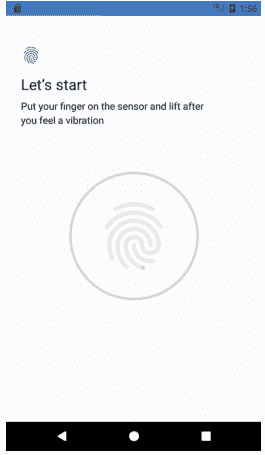 1:56
Let's start
Put your finger on the sensor and lift after
you feel a vibration